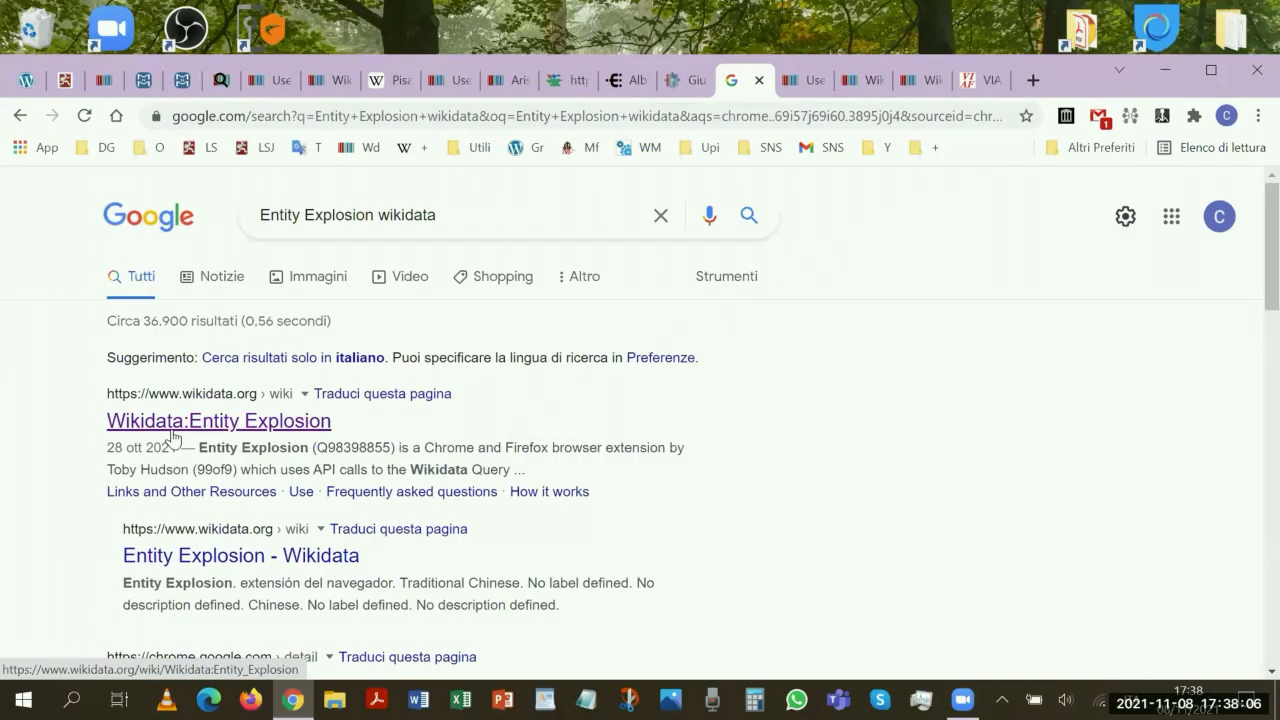 Use
Wik
Pisa
Use
Aris
http
Alb
Giu
Use
Wik
Wik
VIA
google.com/search?q=Entity+Explosion+wikidata&oq=Entity+Explosion+wikidata&aqs=chrome..69i57j69i60.3895j0j4&sourceid=chr...
1
C
App
DG
O
LS
LSJ
T
Wd
+
Utili
Gr
Mf
WM
Upi
SNS
SNS
Y
+
Altri Preferiti
Elenco di lettura
Google
Entity Explosion wikidata
C
Tutti
Notizie
Immagini
Video
Shopping
Altro
Strumenti
Circa 36.900 risultati (0,56 secondi)
Suggerimento: Cerca risultati solo in italiano. Puoi specificare la lingua di ricerca in Preferenze.
https://www.wikidata.org › wiki Traduci questa pagina
Wikidata:Entity Explosion
28 ott — Entity Explosion (Q98398855) is a Chrome and Firefox browser extension by
Toby Hudson (99of9) which uses API calls to the Wikidata Query ...
Links and Other Resources · Use · Frequently asked questions · How it works
https://www.wikidata.org › wiki Traduci questa pagina
Entity Explosion - Wikidata
Entity Explosion. extensión del navegador. Traditional Chinese. No label defined. No
description defined. Chinese. No label defined. No description defined.
https://chrome.google.com › detail Traduci questa pagina
https://www.wikidata.org/wiki/Wikidata:Entity_Explosion
17:38
2021-11-08 17:38:06